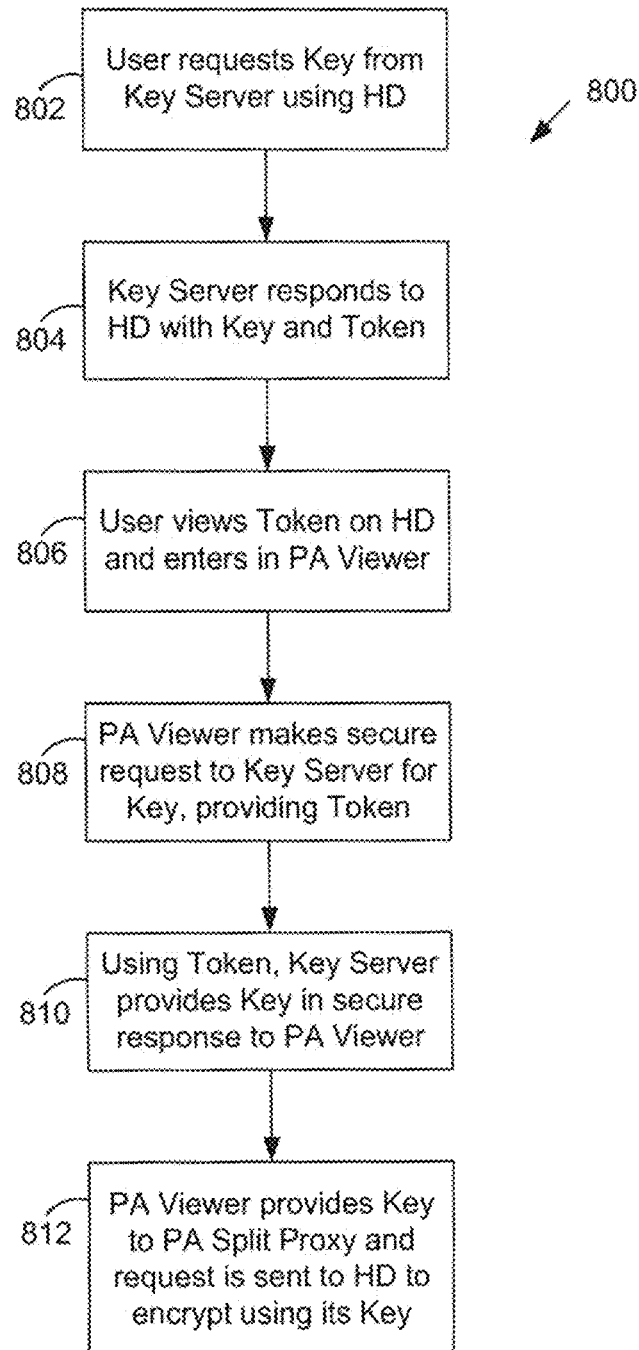 User requests Key from
Key Server using HD
802
800
Key Server responds to
HD with Key and Token
804
User views Token on HD
and enters in PA Viewer
806
PA Viewer makes secure
request to Key Server for
Key, providing Token
808
Using Token, Key Server
provides Key in secure
response to PA Viewer
810
PA Viewer provides Key
to PA Split Proxy and
request is sent to HD to
encrypt using its Key
812